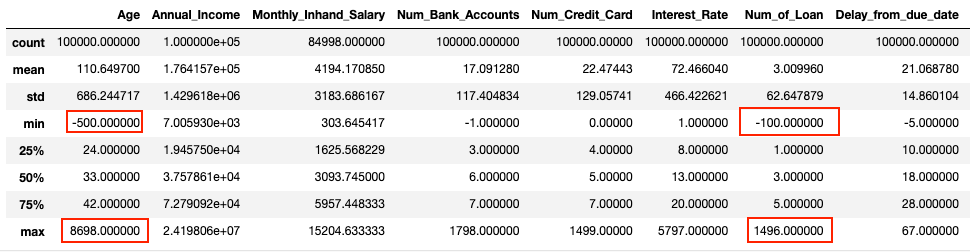 Age Annual_Income Monthly_Inhand_Salary Num_Bank_Accounts Num_Credit_Card Interest_Rate Num_of_Loan Delay_from_due_date
count 100000.000000 1.000000e+05 84998.000000 100000.000000 100000.00000 100000.000000 100000.000000 100000.000000
mean 110.649700 1.764157e+05 4194.170850 17.091280 22.47443 72.466040 3.009960 21.068780
std 686.244717 1.429618e+06 3183.686167 117.404834 129.05741 466.422621 62.647879 14.860104
min -500.000000 7.005930e+03 303.645417 -1.000000 0.00000 1.000000 -100.000000 -5.000000
25% 24.000000 1.945750e+04 1625.568229 3.000000 4.00000 8.000000 1.000000 10.000000
50% 33.000000 3.757861e+04 3093.745000 6.000000 5.00000 13.000000 3.000000 18.000000
75% 42.000000 7.279092e+04 5957.448333 7.000000 7.00000 20.000000 5.000000 28.000000
max 8698.000000 2.419806e+07 15204.633333 1798.000000 1499.00000 5797.000000 1496.000000 67.000000